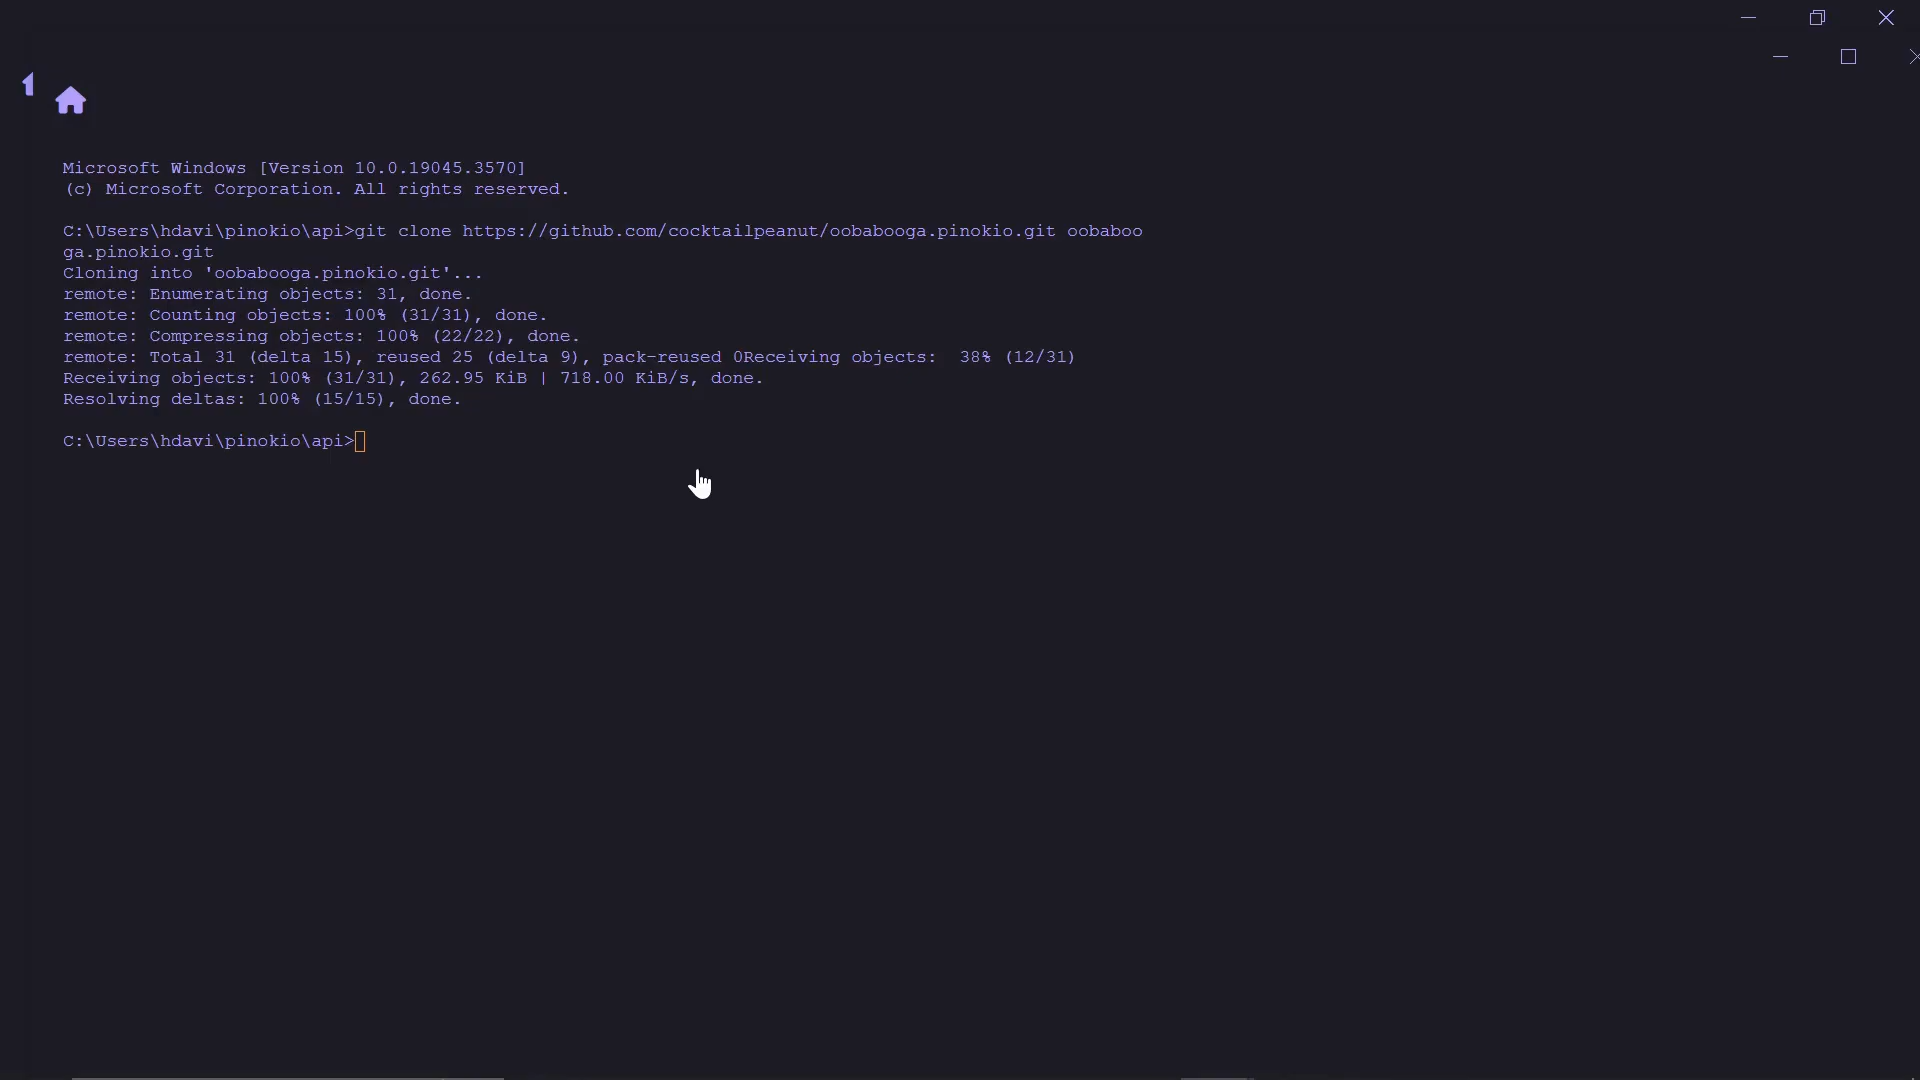 Microsoft Windows [Version 10.0.19045.3570]
(c) Microsoft Corporation. All rights reserved.
C:\Users\hdavi\pinokio\api>git clone https://github.com/cocktailpeanut/oobabooga.pinokio.git oobaboo
ga.pinokio.git
Cloning into 'oobabooga.pinokio.git'...
remote: Enumerating objects: 31, done.
remote: Counting objects: 100% (31/31), done.
remote: Compressing objects: 100% (22/22), done.
remote: Total 31 (delta 15), reused 25 (delta 9), pack-reused 0Receiving objects:  38% (12/31)
Receiving objects: 100% (31/31), 262.95 KiB | 718.00 KiB/s, done.
Resolving deltas: 100% (15/15), done.
C:\Users\hdavi\pinokio\api>